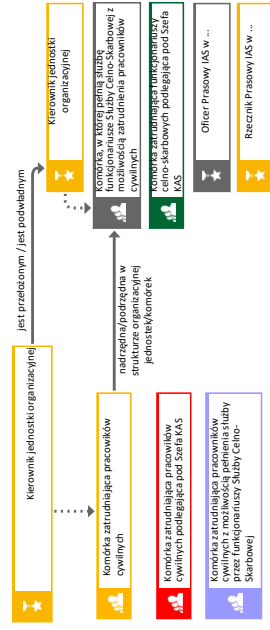 Kierownik jednostki organizacyjnej
jest przełożonym / jest podwładnym
Kierownik jednostki
organizacyjnej
Komórka zatrudniająca pracowików
cywilnych
nadrzędna/podrzędna w
strukturze organizacyjnej
jednostek/komórek
Komórka, w której pełnią służbę
funkcjonariusze Służby Celno-Skarbowej z
możliwością zatrudnienia pracowników
cywilnych
Komórka zatrudniająca pracowników
cywilnych podlegająca pod Szefa KAS
Komórka zatrudniająca funkcjonariuszy
celno-skarbowych podlegająca pod Szefa
KAS
Komórka zatrudniająca pracowników
cywilnych z możliwością pełnienia służby
przez funkcjonariuszy Służby Celno-
Skarbowej
Oficer Prasowy IAS w ...
Rzecznik Prasowy IAS w ...